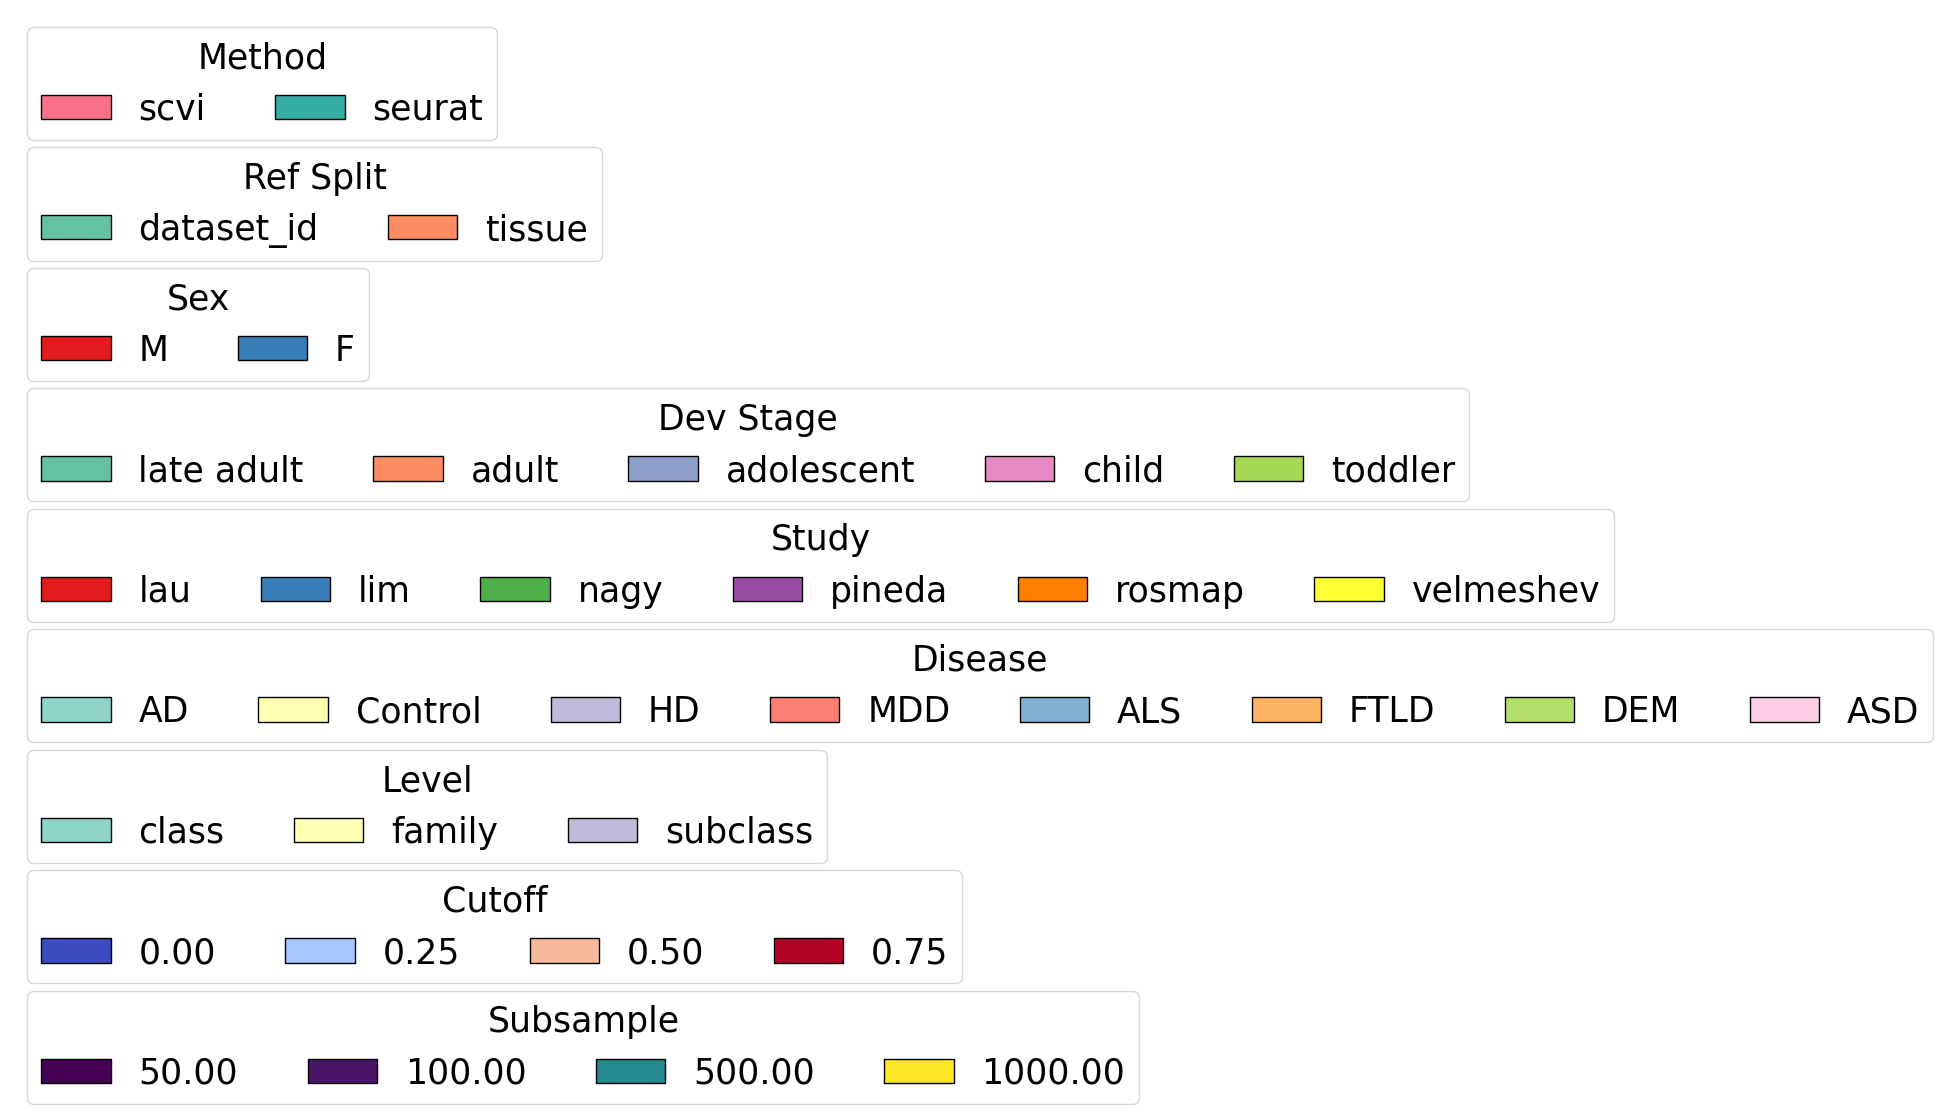 Method
scvi seurat
Ref Split
dataset_id tissue
Sex
M F
Dev Stage
late adult adult adolescent child toddler
Study
lau lim nagy pineda rosmap velmeshev
Disease
AD Control HD MDD ALS FTLD DEM ASD
Level
class family subclass
Cutoff
0.00 0.25 0.50 0.75
Subsample
50.00 100.00 500.00 1000.00